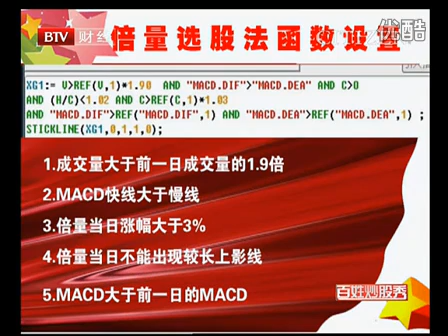 BTV 财经
倍量选股法函数设置
优酷
XG1:= V>REF(V,1)*1.90 AND "MACD.DIF">"MACD.DEA" AND C>O
AND (H/C)<1.02 AND C>REF(C,1)*1.03
AND "MACD.DIF">REF("MACD.DIF",1) AND "MACD.DEA">REF("MACD.DEA",1) ;
STICKLINE(XG1,0,1,1,0);
1.成交量大于前一日成交量的1.9倍
2.MACD快线大于慢线
3.倍量当日涨幅大于3%
4.倍量当日不能出现较长上影线
5.MACD大于前一日的MACD
百姓炒股秀